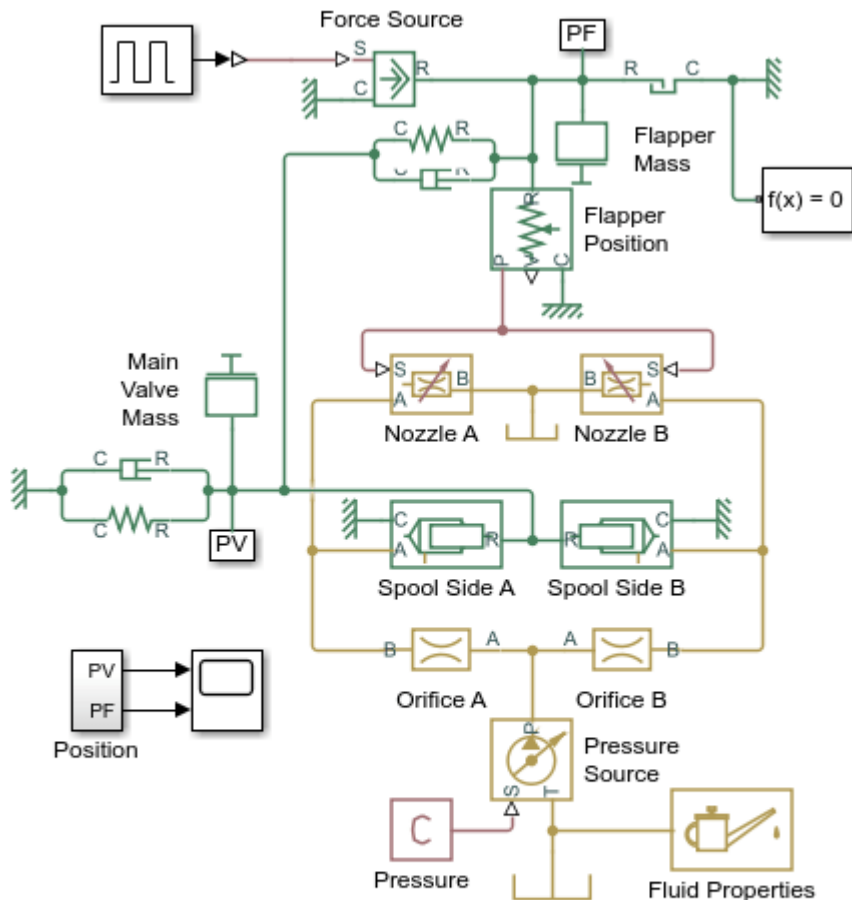 Force Source
PF
S
R
R
C
C
Flapper
Mass
C
R
f(x) = 0
R
Flapper
Position
P
V
C
Main
Valve
Mass
S
B
B
S
A
A
Nozzle A
Nozzle B
C
R
C
C
A
R
R
A
C
R
PV
Spool Side A
Spool Side B
B
A
A
B
Orifice A
Orifice B
PV
PF
Position
P
Pressure
Source
S
T
C
Pressure
Fluid Properties